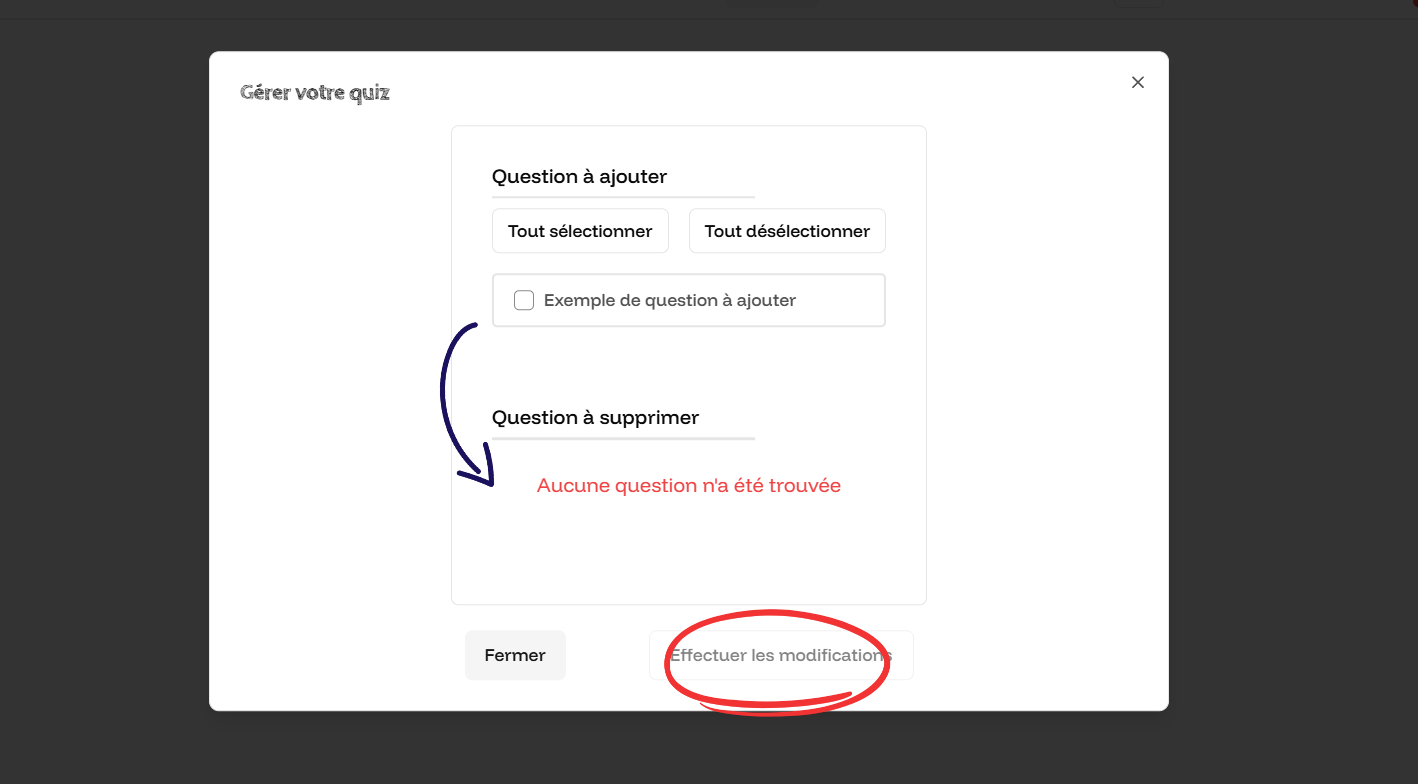 Gérer votre quiz
Question à ajouter
Tout sélectionner
Tout désélectionner
Exemple de question à ajouter
Question à supprimer
Aucune question n'a été trouvée
Fermer
Effectuer les modifications